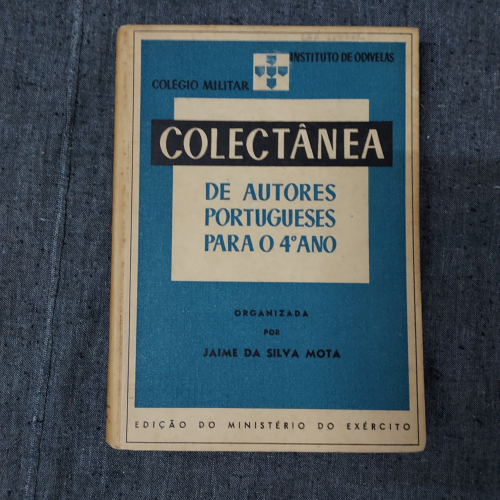 INSTITUTO DE ODIVELAS
COLÉGIO MILITAR
COLECTÂNEA
DE AUTORES
PORTUGUESES
PARA O 4º ANO
ORGANIZADA
POR
JAIME DA SILVA MOTA
EDIÇÃO DO MINISTÉRIO DO EXÉRCITO